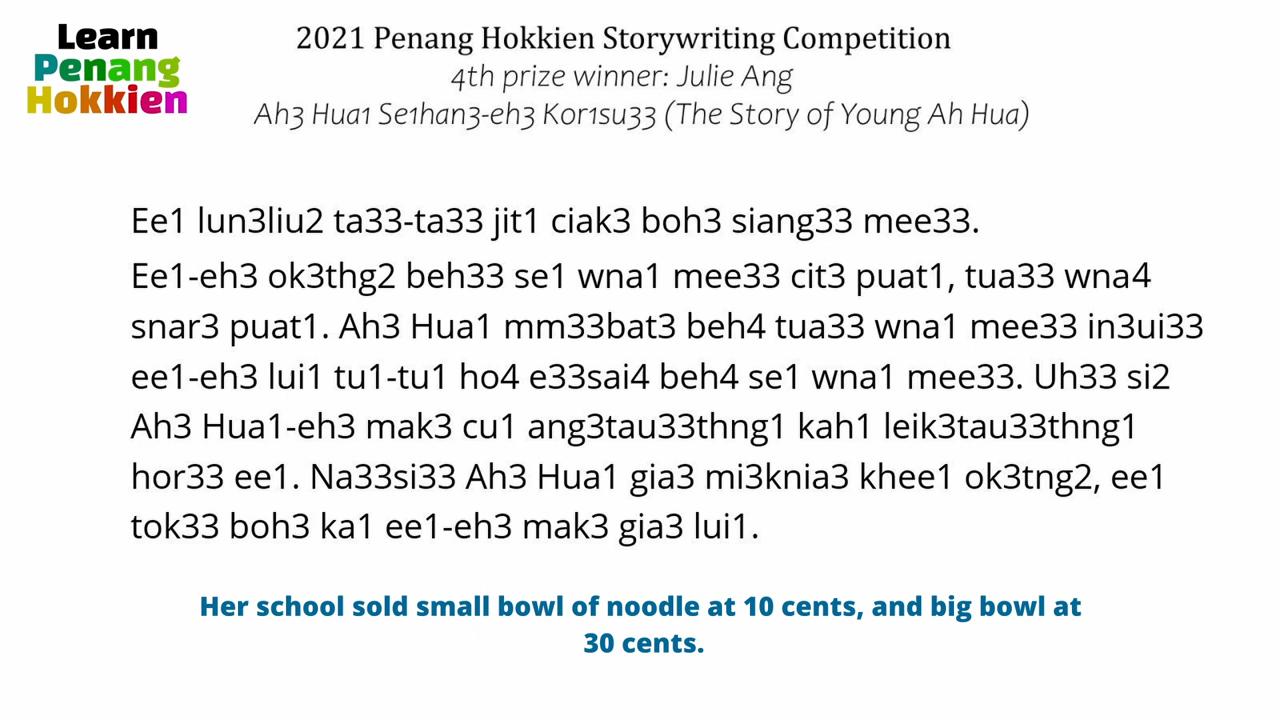 Learn
Penang
Hokkien
2021 Penang Hokkien Storywriting Competition
4th prize winner: Julie Ang
Ah3 Hua1 Se1han3-eh3 Kor1su33 (The Story of Young Ah Hua)
Ee1 lun3liu2 ta33-ta33 jit1 ciak3 boh3 siang33 mee33.
Ee1-eh3 ok3thg2 beh33 se1 wna1 mee33 cit3 puat1, tua33 wna4
snar3 puat1. Ah3 Hua1 mm33bat3 beh4 tua33 wna1 mee33 in3ui33
ee1-eh3 lui1 tu1-tu1 ho4 e33sai4 beh4 se1 wna1 mee33. Uh33 si2
Ah3 Hua1-eh3 mak3 cu1 ang3tau33thng1 kah1 leik3tau33thng1
hor33 ee1. Na33si33 Ah3 Hua1 gia3 mi3knia3 khee1 ok3tng2, ee1
tok33 boh3 ka1 ee1-eh3 mak3 gia3 lui1.
Her school sold small bowl of noodle at 10 cents, and big bowl at
30 cents.